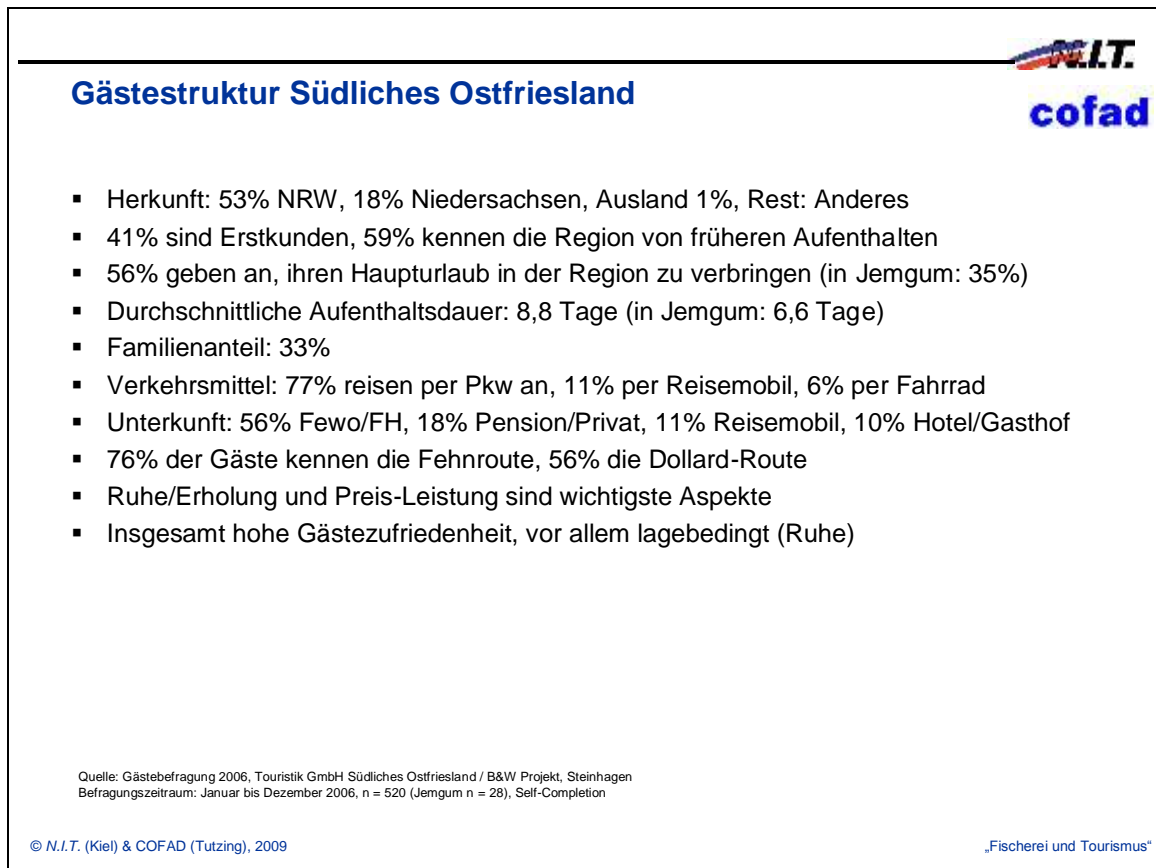 N.I.T.
Gästestruktur Südliches Ostfriesland
cofad
▪ Herkunft: 53% NRW, 18% Niedersachsen, Ausland 1%, Rest: Anderes
▪ 41% sind Erstkunden, 59% kennen die Region von früheren Aufenthalten
▪ 56% geben an, ihren Haupturlaub in der Region zu verbringen (in Jemgum: 35%)
▪ Durchschnittliche Aufenthaltsdauer: 8,8 Tage (in Jemgum: 6,6 Tage)
▪ Familienanteil: 33%
▪ Verkehrsmittel: 77% reisen per Pkw an, 11% per Reisemobil, 6% per Fahrrad
▪ Unterkunft: 56% Fewo/FH, 18% Pension/Privat, 11% Reisemobil, 10% Hotel/Gasthof
▪ 76% der Gäste kennen die Fehnroute, 56% die Dollard-Route
▪ Ruhe/Erholung und Preis-Leistung sind wichtigste Aspekte
▪ Insgesamt hohe Gästezufriedenheit, vor allem lagebedingt (Ruhe)
Quelle: Gästebefragung 2006, Touristik GmbH Südliches Ostfriesland / B&W Projekt, Steinhagen
Befragungszeitraum: Januar bis Dezember 2006, n = 520 (Jemgum n = 28), Self-Completion
© N.I.T. (Kiel) & COFAD (Tutzing), 2009
„Fischerei und Tourismus“